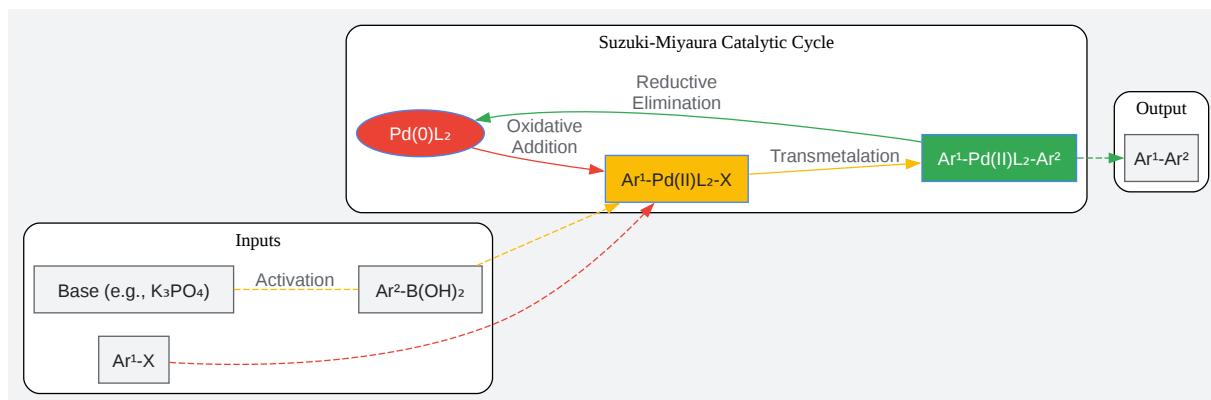 Suzuki-Miyaura Catalytic Cycle
Reductive
Elimination
Pd(0)L₂
Oxidative
Addition
Ar¹-Pd(II)L₂-X
Transmetalation
Ar¹-Pd(II)L₂-Ar²
Output
Ar¹-Ar²
Inputs
Base (e.g., K₃PO₄)
Activation
Ar²-B(OH)₂
Ar¹-X